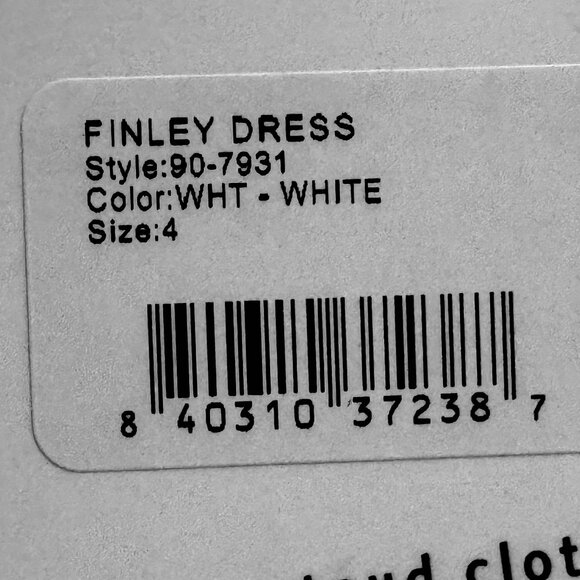 FINLEY DRESS
Style:90-7931
Color:WHT - WHITE
Size:4
8 40310 37238 7